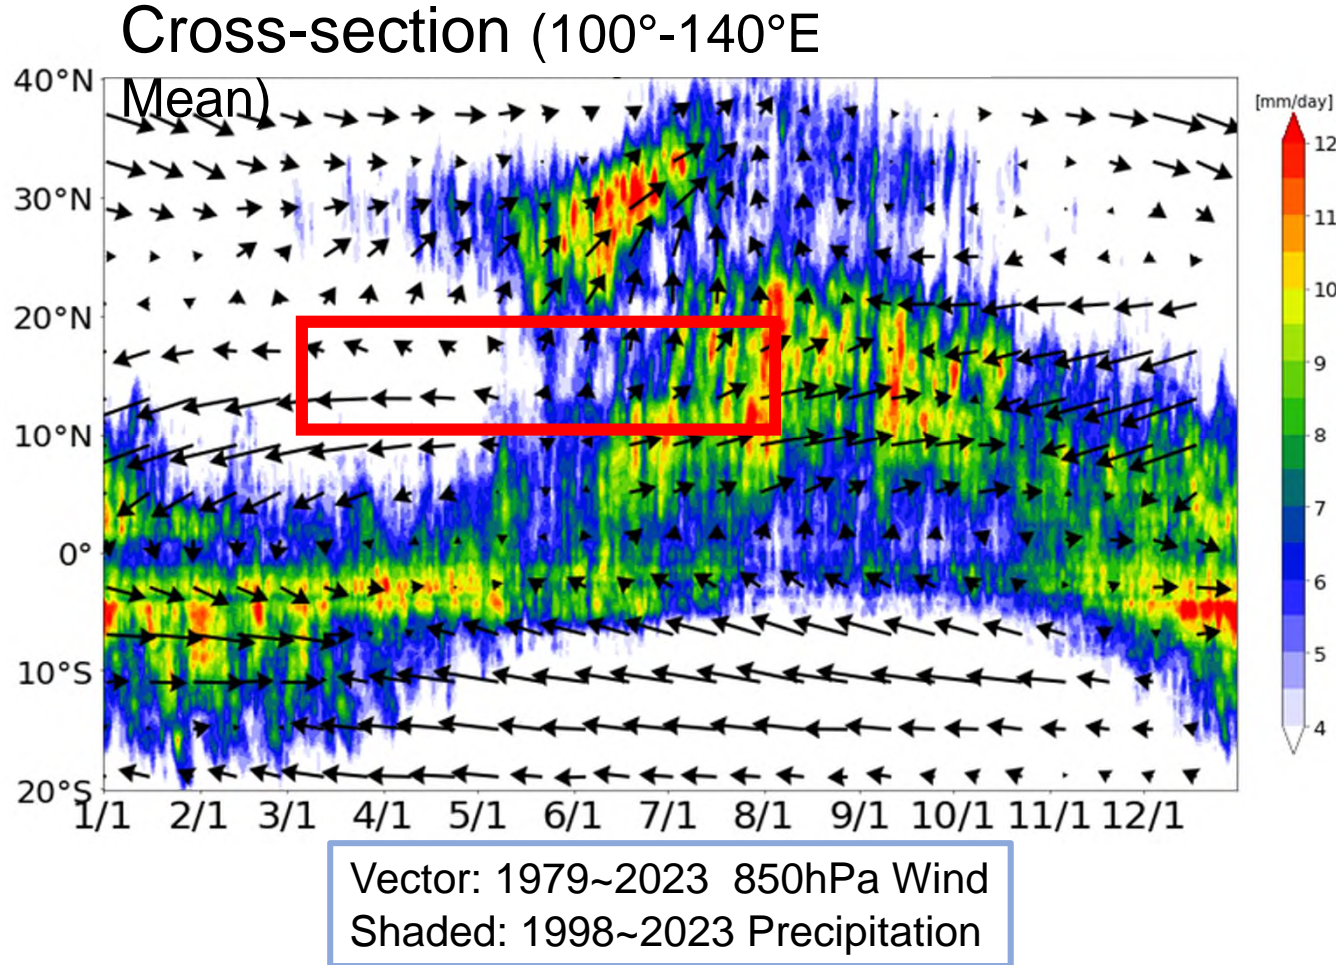 Cross-section (100°-140°E
Mean)
[mm/day]
40°N
30°N
20°N
10°N
0°
10°S
20°S
12
11
10
9
8
7
6
5
4
1/1 2/1 3/1 4/1 5/1 6/1 7/1 8/1 9/1 10/1 11/1 12/1
Vector: 1979~2023 850hPa Wind
Shaded: 1998~2023 Precipitation